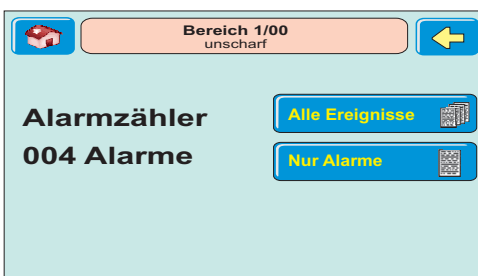 Bereich 1/00
unscharf
Alarmzähler
004 Alarme
Alle Ereignisse
Nur Alarme